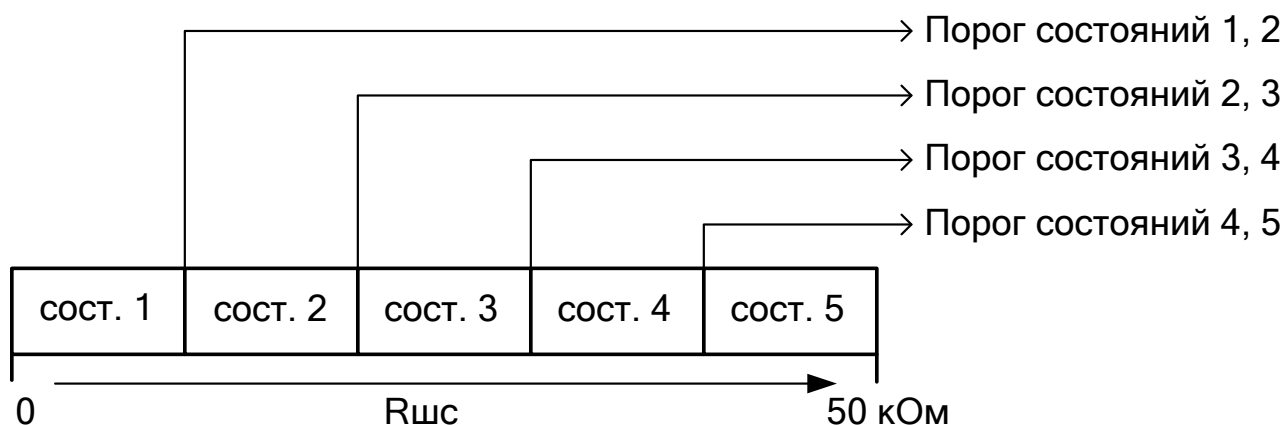 Порог состояний 1, 2
Порог состояний 2, 3
Порог состояний 3, 4
Порог состояний 4, 5
сост. 1 сост. 2 сост. 3 сост. 4 сост. 5
0 Rшс 50 кОм